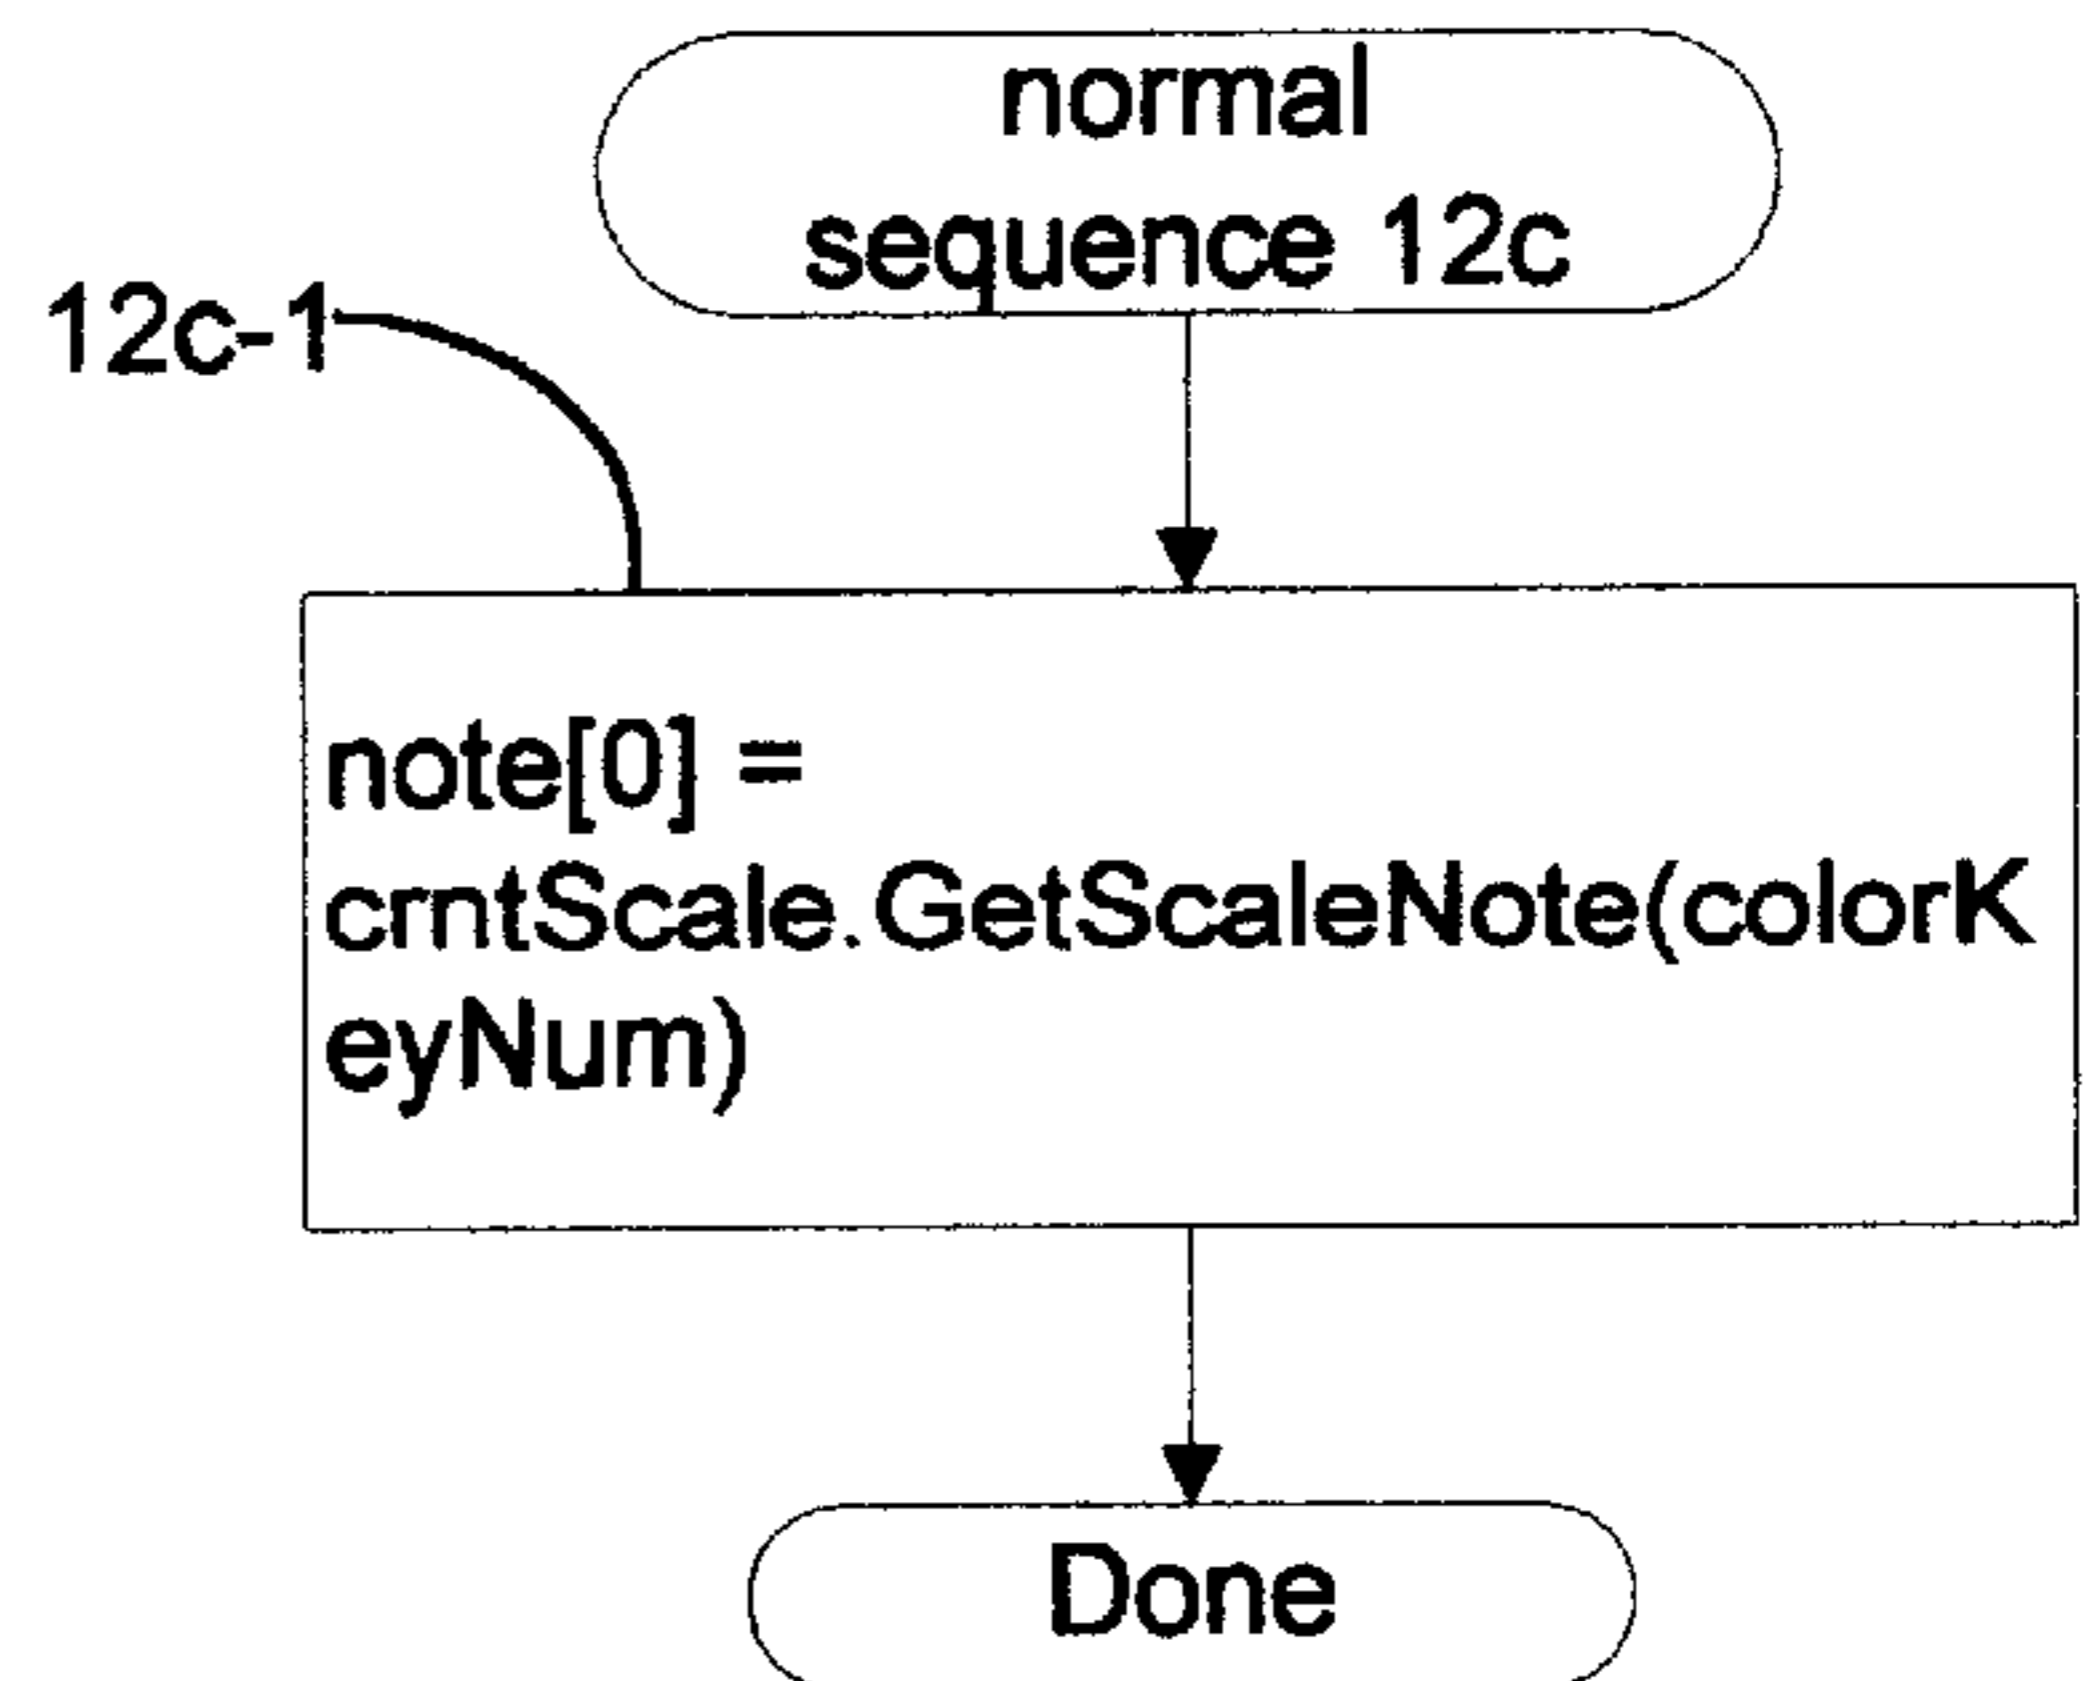 normal
sequence 12c
12c-1
note[0] =
crntScale.GetScaleNote(colorK
eyNum)
Done